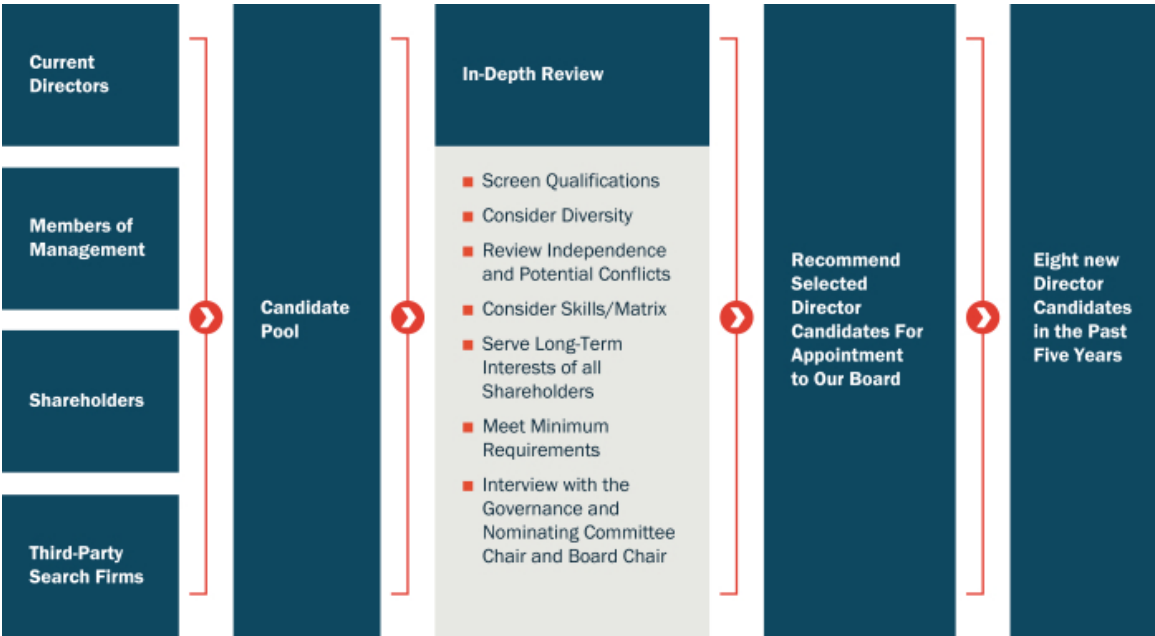 Current
Directors
Members of
Management
Shareholders
Third-Party
Search Firms
Candidate
Pool
In-Depth Review
Screen Qualifications
Consider Diversity
Review Independence
and Potential Conflicts
Consider Skills/Matrix
Serve Long-Term
Interests of all
Shareholders
Meet Minimum
Requirements
Interview with the
Governance and
Nominating Committee
Chair and Board Chair
Recommend
Selected
Director
Candidates For
Appointment
to Our Board
Eight new
Director
Candidates
in the Past
Five Years